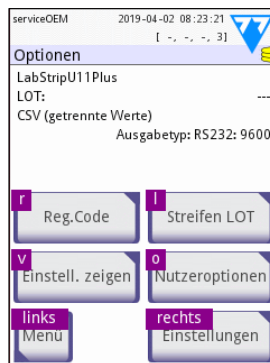 serviceOEM 2019-04-02 08:23:21
[ -, -, -, 3]
Optionen
LabStripU11Plus
LOT: ---
CSV (getrennte Werte)
Ausgabetyp: RS232: 9600
r l
Reg.Code Streifen LOT
v o
Einstell. zeigen Nutzeroptionen
links rechts
Menü Einstellungen